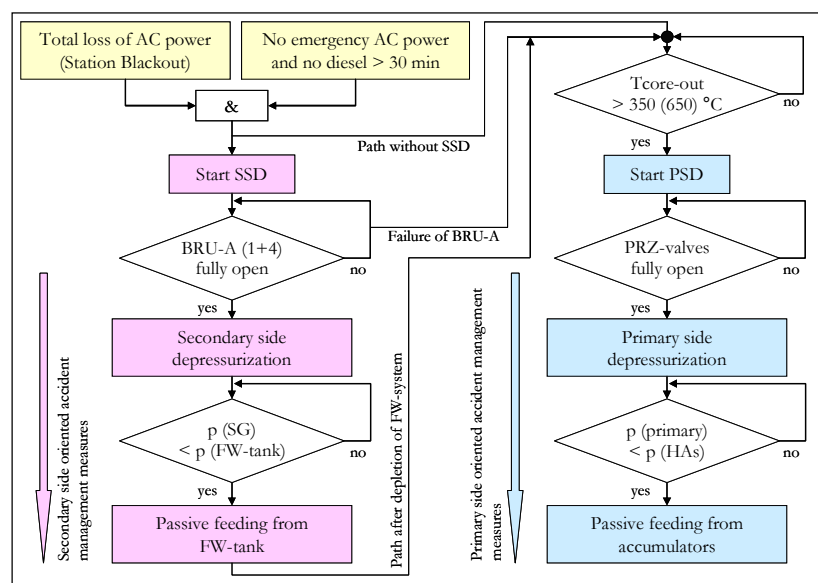 Total loss of AC power
(Station Blackout)
No emergency AC power
and no diesel > 30 min
&
Path without SSD
Start SSD
BRU-A (1+4)
fully open
no
Failure of BRU-A
yes
Secondary side
depressurization
p (SG)
< p (FW-tank)
no
yes
Passive feeding from
FW-tank
Secondary side oriented accident
management measures
Path after depletion of FW-system
Tcore-out
> 350 (650) °C
no
yes
Start PSD
PRZ-valves
fully open
no
yes
Primary side
depressurization
p (primary)
< p (HAs)
no
yes
Passive feeding from
accumulators
Primary side oriented accident management
measures